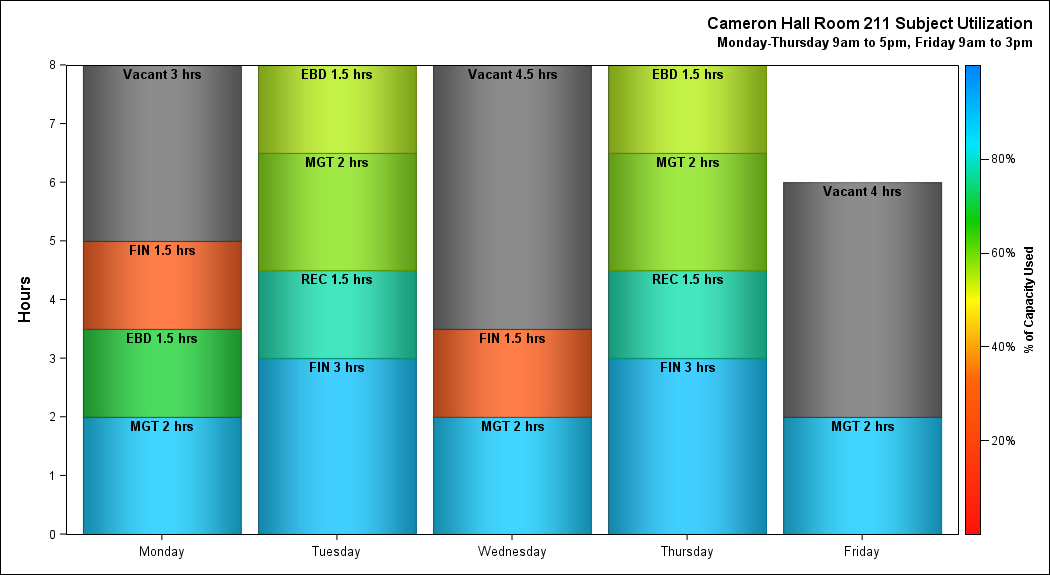 Cameron Hall Room 211 Subject Utilization
Monday-Thursday 9am to 5pm, Friday 9am to 3pm
Hours
8
7
6
5
4
3
2
1
0
Vacant 3 hrs
FIN 1.5 hrs
EBD 1.5 hrs
MGT 2 hrs
EBD 1.5 hrs
MGT 2 hrs
REC 1.5 hrs
FIN 3 hrs
Vacant 4.5 hrs
FIN 1.5 hrs
MGT 2 hrs
EBD 1.5 hrs
MGT 2 hrs
REC 1.5 hrs
FIN 3 hrs
Vacant 4 hrs
MGT 2 hrs
Monday
Tuesday
Wednesday
Thursday
Friday
80%
60%
40%
20%
% of Capacity Used